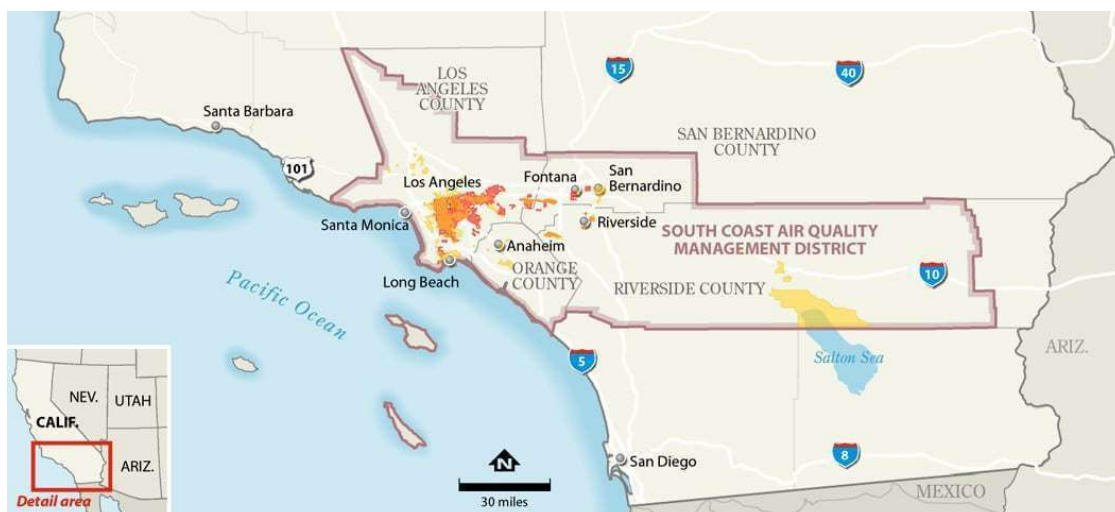 LOS
ANGELES
COUNTY
15
40
Santa Barbara
SAN BERNARDINO
COUNTY
101
Los Angeles
Fontana
San
Bernardino
Santa Monica
Riverside
SOUTH COAST AIR QUALITY
MANAGEMENT DISTRICT
Anaheim
ORANGE
COUNTY
Long Beach
RIVERSIDE COUNTY
10
Pacific Ocean
5
Salton Sea
ARIZ.
NEV.
UTAH
CALIF.
ARIZ.
Detail area
N
30 miles
San Diego
8
MEXICO